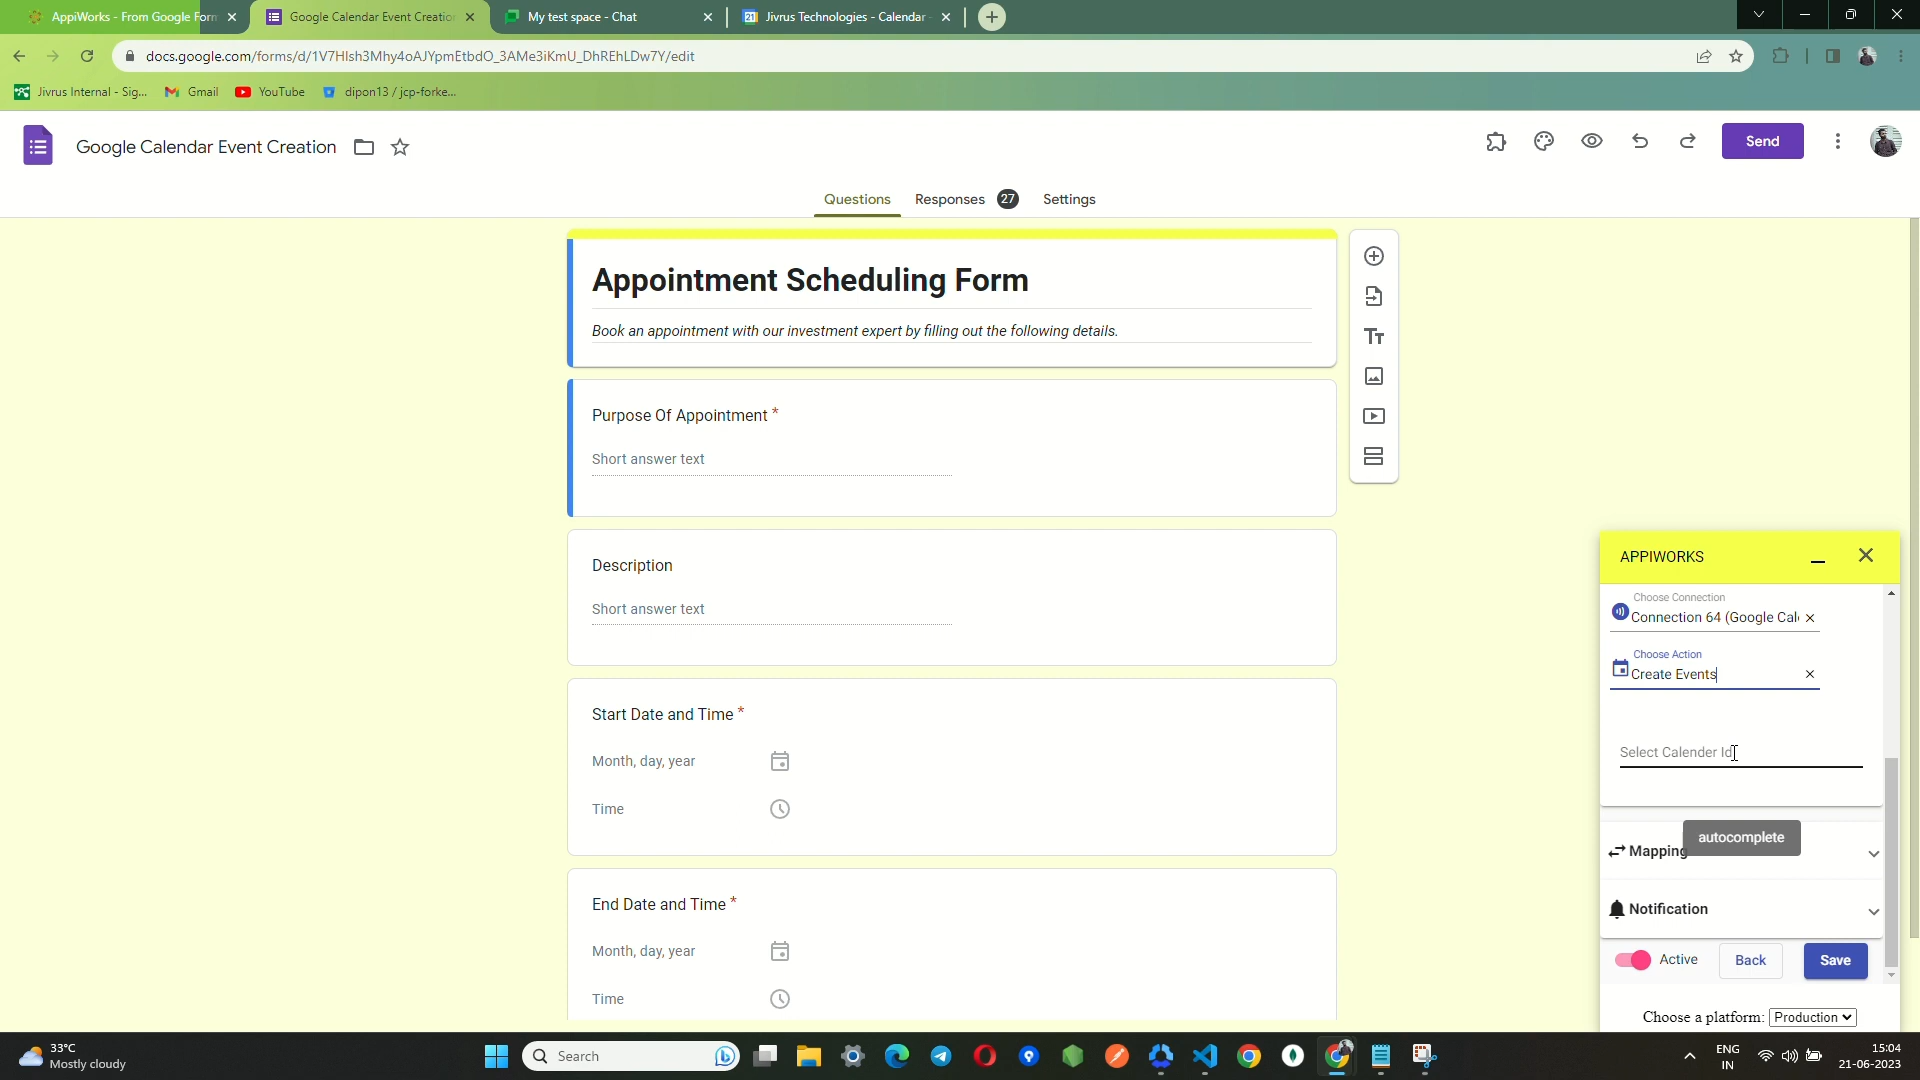 AppiWorks - From Google Form
Google Calendar Event Creation
My test space - Chat
Jivrus Technologies - Calendar -
docs.google.com/forms/d/1V7HIsh3Mhy4oAJYpmEtbdO_3AMe3iKmU_DhREhLDw7Y/edit
Jivrus Internal - Sig...
Gmail
YouTube
dipon13 / jcp-forke...
Google Calendar Event Creation
Send
Questions
Responses 27
Settings
Appointment Scheduling Form
Book an appointment with our investment expert by filling out the following details.
Purpose Of Appointment *
Short answer text
Description
Short answer text
Start Date and Time *
Month, day, year
Time
End Date and Time *
Month, day, year
Time
APPIWORKS
Choose Connection
Connection 64 (Google Cal
Choose Action
Create Events
Select Calender Id
autocomplete
Mapping
Notification
Active
Back
Save
Choose a platform: Production
33°C
Mostly cloudy
Search
ENG
IN
15:04
21-06-2023